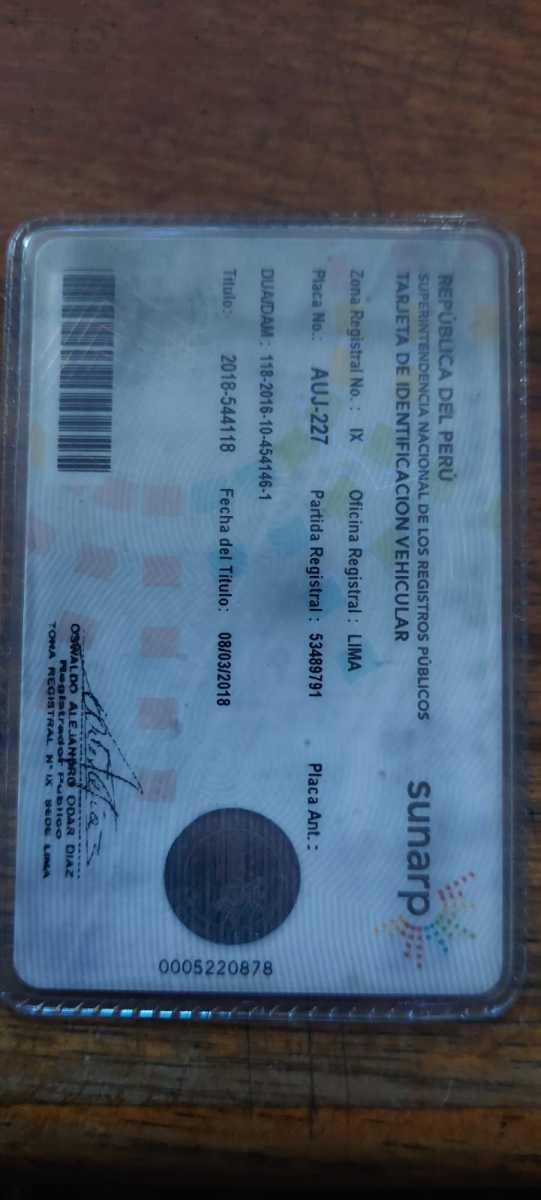 REPÚBLICA DEL PERÚ
SUPERINTENDENCIA NACIONAL DE LOS REGISTROS PÚBLICOS
TARJETA DE IDENTIFICACION VEHICULAR
sunarp
Zona Registral No. : IX Oficina Registral : LIMA
Placa No. : AUJ-227 Partida Registral : 53489791 Placa Ant. :
DUA/DAM : 118-2016-10-454146-1
Título: 2018-544118 Fecha del Título: 08/03/2018
0005220878
OSWALDO ALEJANDRO ODAR DIAZ
Registrador Público
ZONA REGISTRAL N° IX SEDE LIMA